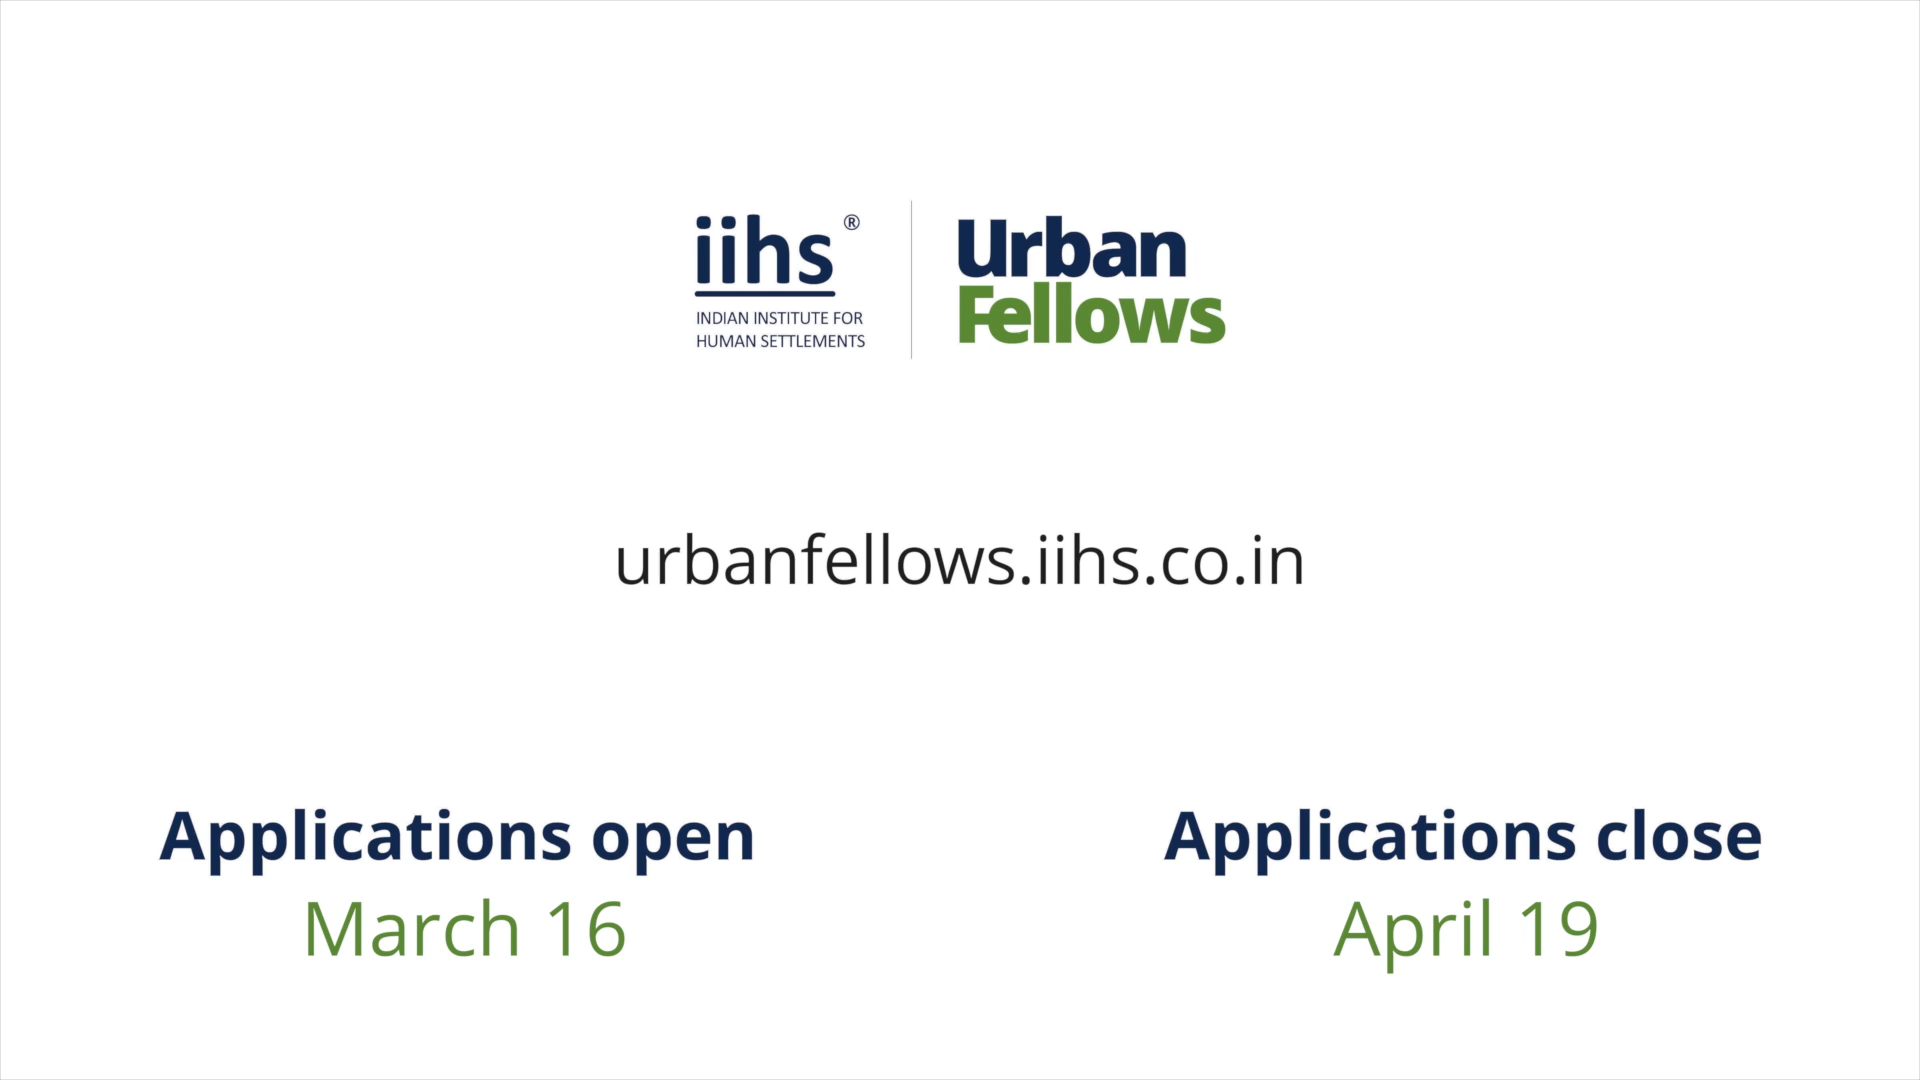 iihs®
INDIAN INSTITUTE FOR
HUMAN SETTLEMENTS
Urban
Fellows
urbanfellows.iihs.co.in
Applications open
March 16
Applications close
April 19